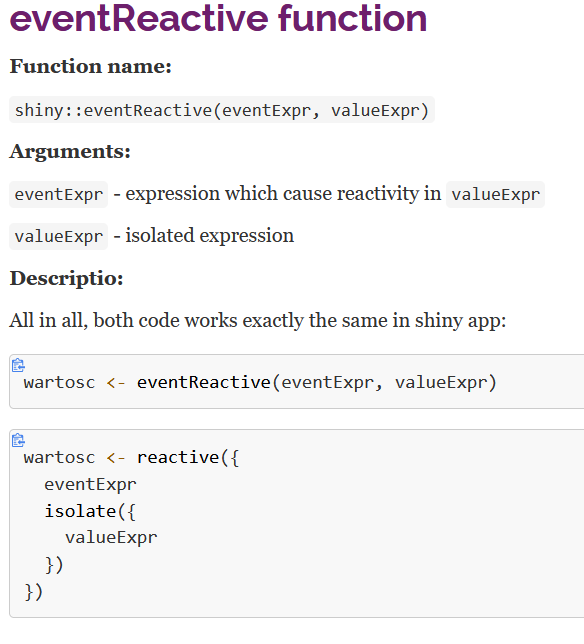 eventReactive function
Function name:
shiny::eventReactive(eventExpr, valueExpr)
Arguments:
eventExpr - expression which cause reactivity in valueExpr
valueExpr - isolated expression
Descriptio:
All in all, both code works exactly the same in shiny app:
wartosc <- eventReactive(eventExpr, valueExpr)
wartosc <- reactive({
  eventExpr
  isolate({
    valueExpr
  })
})